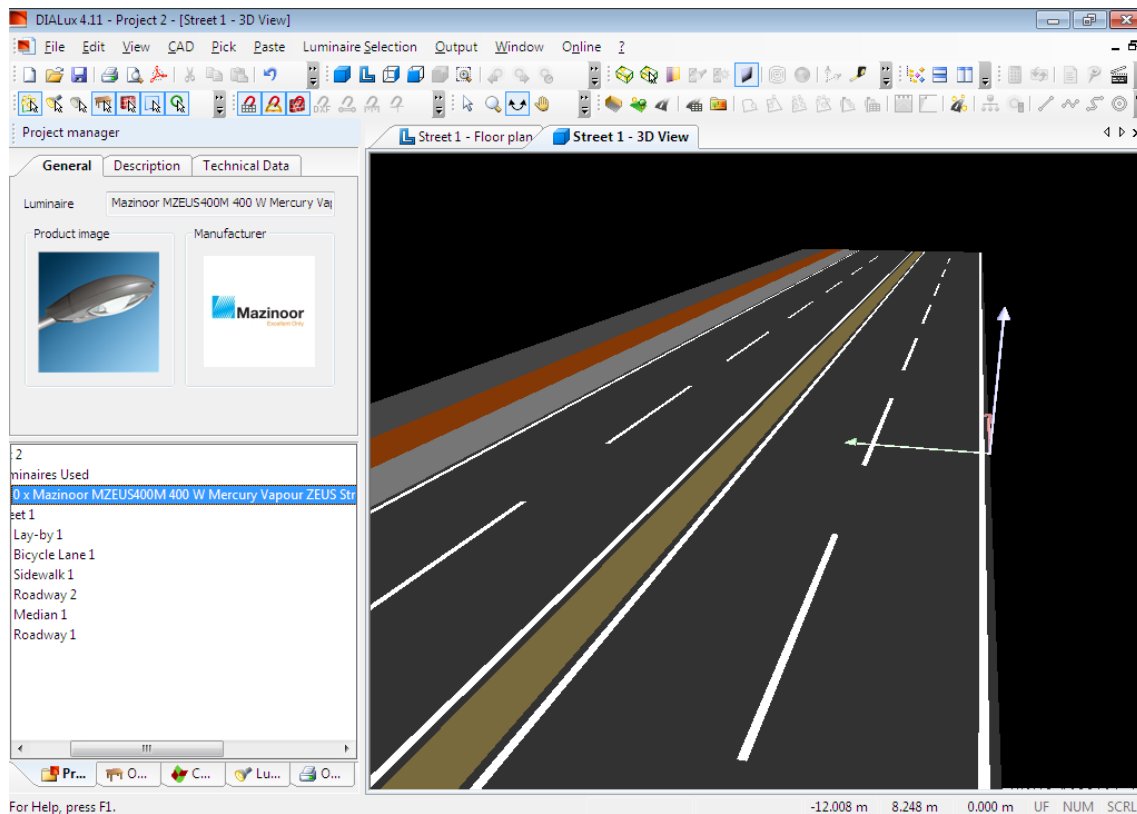 DIALux 4.11 - Project 2 - [Street 1 - 3D View]
File Edit View CAD Pick Paste Luminaire Selection Output Window Online ?
Project manager
Street 1 - Floor plan
Street 1 - 3D View
General Description Technical Data
Luminaire
Mazinoor MZEUS400M 400 W Mercury Va
Product image
Manufacturer
Mazinoor
Excellent Only
2
minaires Used
0 x Mazinoor MZEUS400M 400 W Mercury Vapour ZEUS Str
eet 1
Lay-by 1
Bicycle Lane 1
Sidewalk 1
Roadway 2
Median 1
Roadway 1
Pr... O... C... Lu... O...
For Help, press F1.
-12.008 m 8.248 m 0.000 m UF NUM SCRL